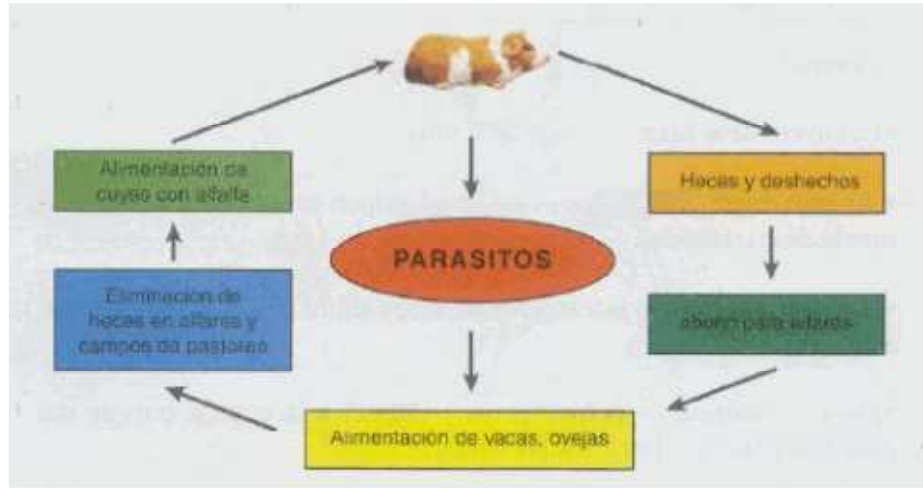 Alimentación de
cuyes con alfalfa
Heces y deshechos
PARASITOS
Eliminación de
heces en alfares y
campos de pastoreo
abono para alfares
Alimentación de vacas, ovejas